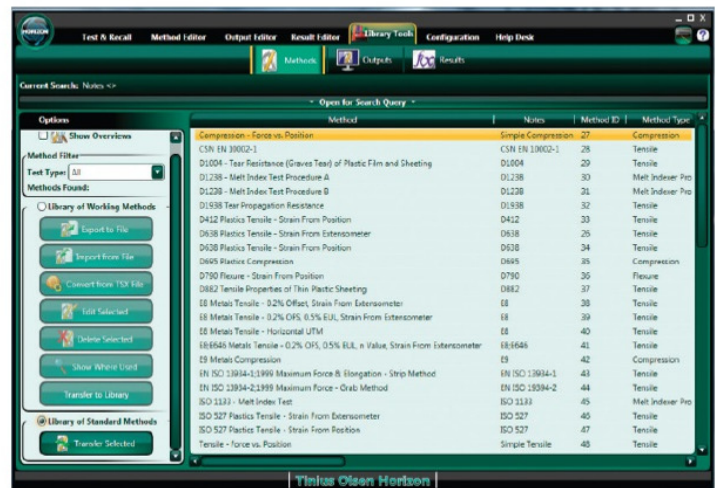 HORIZON
Test & Recall Method Editor Output Editor Result Editor Library Tools Configuration Help Desk
Methods Outputs Results
Current Search: Notes <>
Open for Search Query
Options
Method Notes Method ID Method Type
Show Overviews
Method Filter
Test Type: All
Methods Found:
Library of Working Methods
Export to File
Import from File
Convert from TSX File
Edit Selected
Delete Selected
Show Where Used
Transfer to Library
Library of Standard Methods
Transfer Selected
Compression - Force vs. Position Simple Compression 27 Compression
CSN EN 10002-1 CSN EN 10002-1 28 Tensile
D1004 - Tear Resistance (Graves Tear) of Plastic Film and Sheeting D1004 29 Tensile
D1238 - Melt Index Test Procedure A D1238 30 Melt Indexer Pro
D1238 - Melt Index Test Procedure B D1238 31 Melt Indexer Pro
D1938 Tear Propagation Resistance D1938 32 Tensile
D412 Plastics Tensile - Strain From Position D412 33 Tensile
D638 Plastics Tensile - Strain From Extensometer D638 Tensile
D638 Plastics Tensile - Strain From Position D638 34 Tensile
D695 Plastics Compression D695 35 Compression
D790 Flexure - Strain From Position D790 36 Flexure
D882 Tensile Properties of Thin Plastic Sheeting D882 37 Tensile
E8 Metals Tensile - 0.2% Offset, Strain From Extensometer E8 38 Tensile
E8 Metals Tensile - 0.2% OFS, 0.5% EUL, Strain From Extensometer E8 39 Tensile
E8 Metals Tensile - Horizontal UTM E8 40 Tensile
E8;E646 Metals Tensile - 0.2% OFS, 0.5% EUL, n Value, Strain From Extensometer E8;E646 41 Tensile
E9 Metals Compression E9 42 Compression
EN ISO 13934-1;1999 Maximum Force & Elongation - Strip Method EN ISO 13934-1 43 Tensile
EN ISO 13934-2;1999 Maximum Force - Grab Method 44 Tensile
ISO 1133 - Melt Index Test ISO 1133 45 Melt Indexer Pro
ISO 527 Plastics Tensile - Strain From Extensometer ISO 527 46 Tensile
ISO 527 Plastics Tensile - Strain From Position ISO 527 47 Tensile
Tensile - Force vs. Position Simple Tensile 48 Tensile
Tinius Olsen Horizon